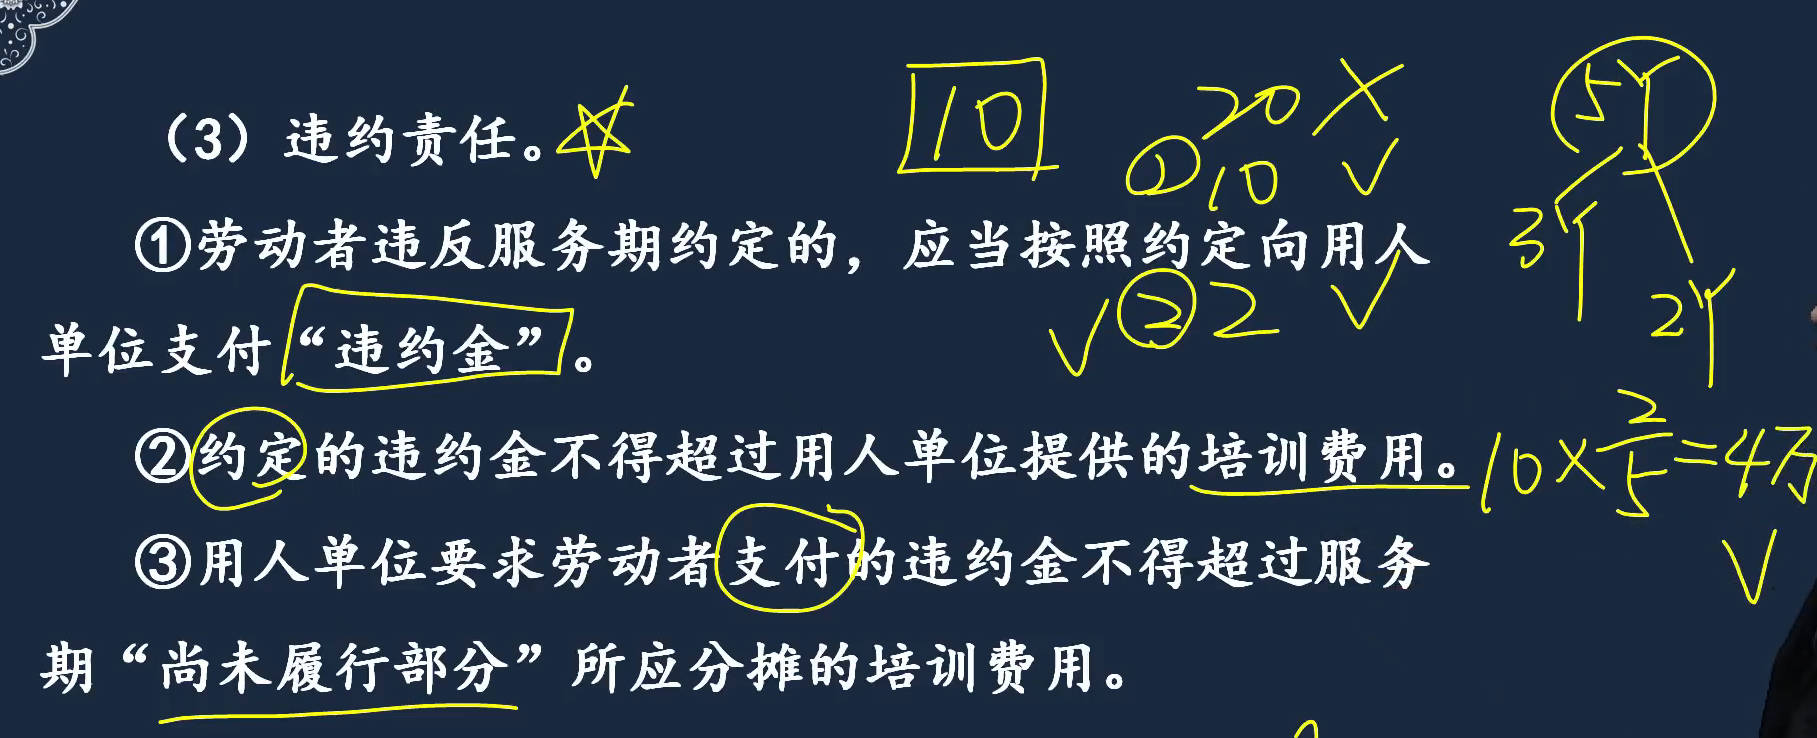 （3）违约责任。
10
20 ×
① 10 ✓
5Y
3Y
2Y
①劳动者违反服务期约定的，应当按照约定向用人
✓ ② 2 ✓
单位支付“违约金”。
②约定的违约金不得超过用人单位提供的培训费用。
10×2/5=4万
✓
③用人单位要求劳动者支付的违约金不得超过服务
期“尚未履行部分”所应分摊的培训费用。